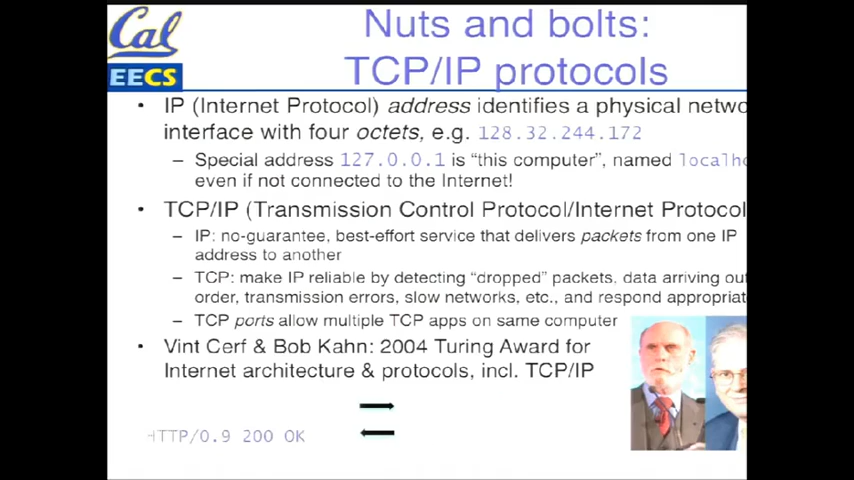 Cal
EECS
Nuts and bolts:
TCP/IP protocols
• IP (Internet Protocol) address identifies a physical netwo
interface with four octets, e.g. 128.32.244.172
– Special address 127.0.0.1 is “this computer”, named localho
even if not connected to the Internet!
• TCP/IP (Transmission Control Protocol/Internet Protocol
– IP: no-guarantee, best-effort service that delivers packets from one IP
address to another
– TCP: make IP reliable by detecting “dropped” packets, data arriving out
order, transmission errors, slow networks, etc., and respond appropriate
– TCP ports allow multiple TCP apps on same computer
• Vint Cerf & Bob Kahn: 2004 Turing Award for
Internet architecture & protocols, incl. TCP/IP
HTTP/0.9 200 OK